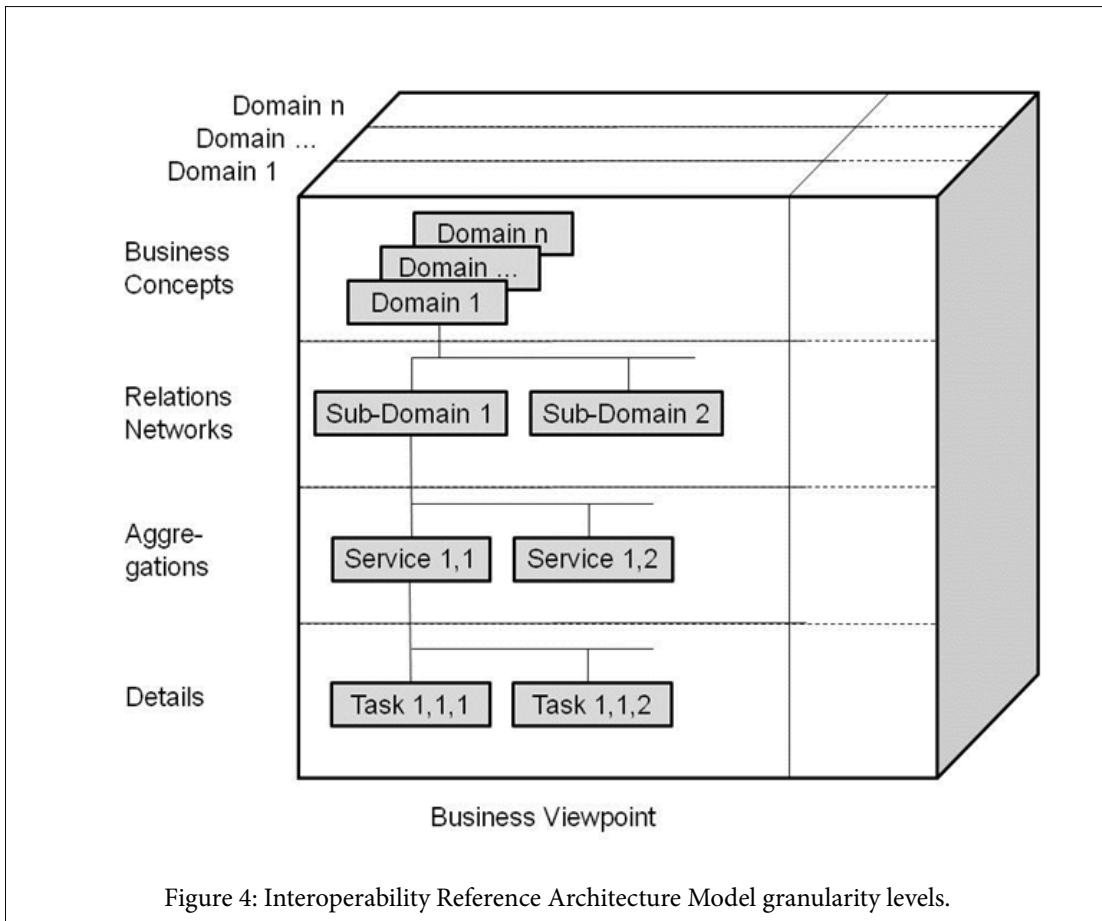 Domain n
Domain ...
Domain 1
Business
Concepts
Domain n
Domain ...
Domain 1
Relations
Networks
Sub-Domain 1
Sub-Domain 2
Aggre-
gations
Service 1,1
Service 1,2
Details
Task 1,1,1
Task 1,1,2
Business Viewpoint
Figure 4: Interoperability Reference Architecture Model granularity levels.